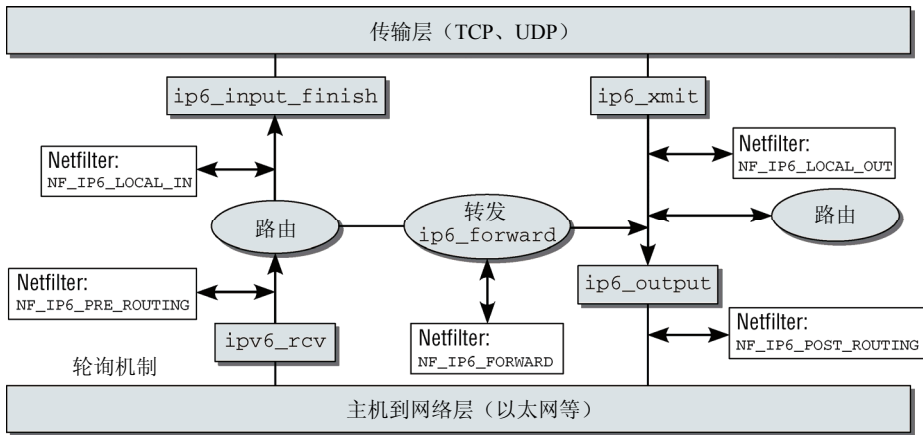 传输层（TCP、UDP）
ip6_input_finish
ip6_xmit
Netfilter:
NF_IP6_LOCAL_IN
Netfilter:
NF_IP6_LOCAL_OUT
路由
转发
ip6_forward
路由
Netfilter:
NF_IP6_PRE_ROUTING
ip6_output
ipv6_rcv
Netfilter:
NF_IP6_FORWARD
Netfilter:
NF_IP6_POST_ROUTING
轮询机制
主机到网络层（以太网等）